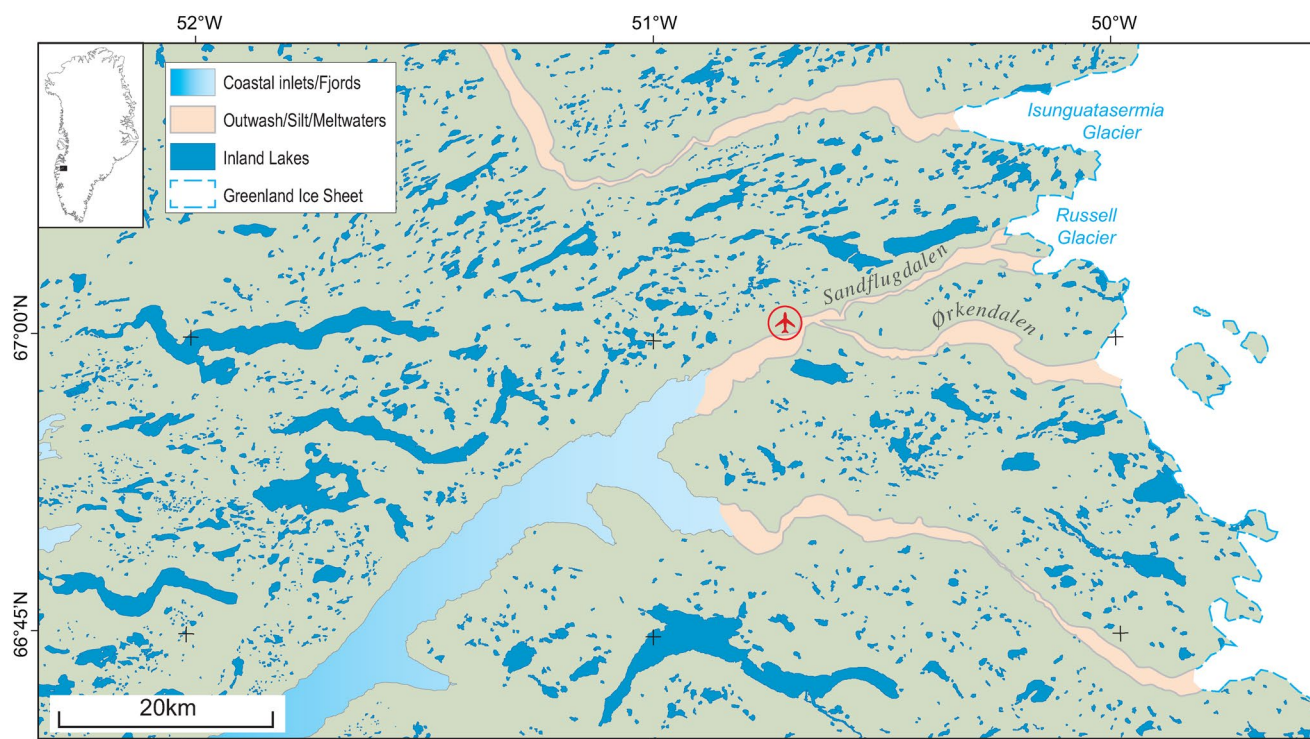 52°W
51°W
50°W
Coastal inlets/Fjords
Outwash/Silt/Meltwaters
Inland Lakes
Greenland Ice Sheet
Isunguatasermia
Glacier
Russell
Glacier
Sandflugdalen
Ørkendalen
67°00'N
66°45'N
20km